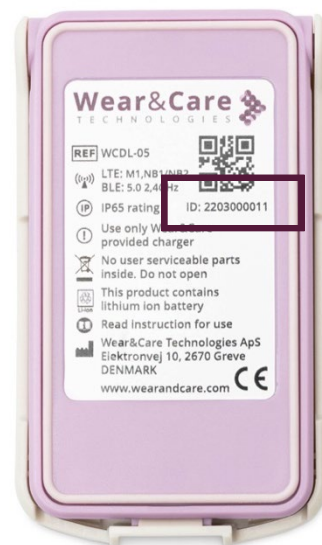 Wear&Care
TECHNOLOGIES
REF WCDL-05
LTE: M1,NB1/NB2
BLE: 5.0 2,4GHz
IP IP65 rating ID: 2203000011
Use only Wear&Care
provided charger
No user serviceable parts
inside. Do not open
This product contains
lithium ion battery
Read instruction for use
Wear&Care Technologies ApS
Elektronvej 10, 2670 Greve
DENMARK
www.wearandcare.com CE